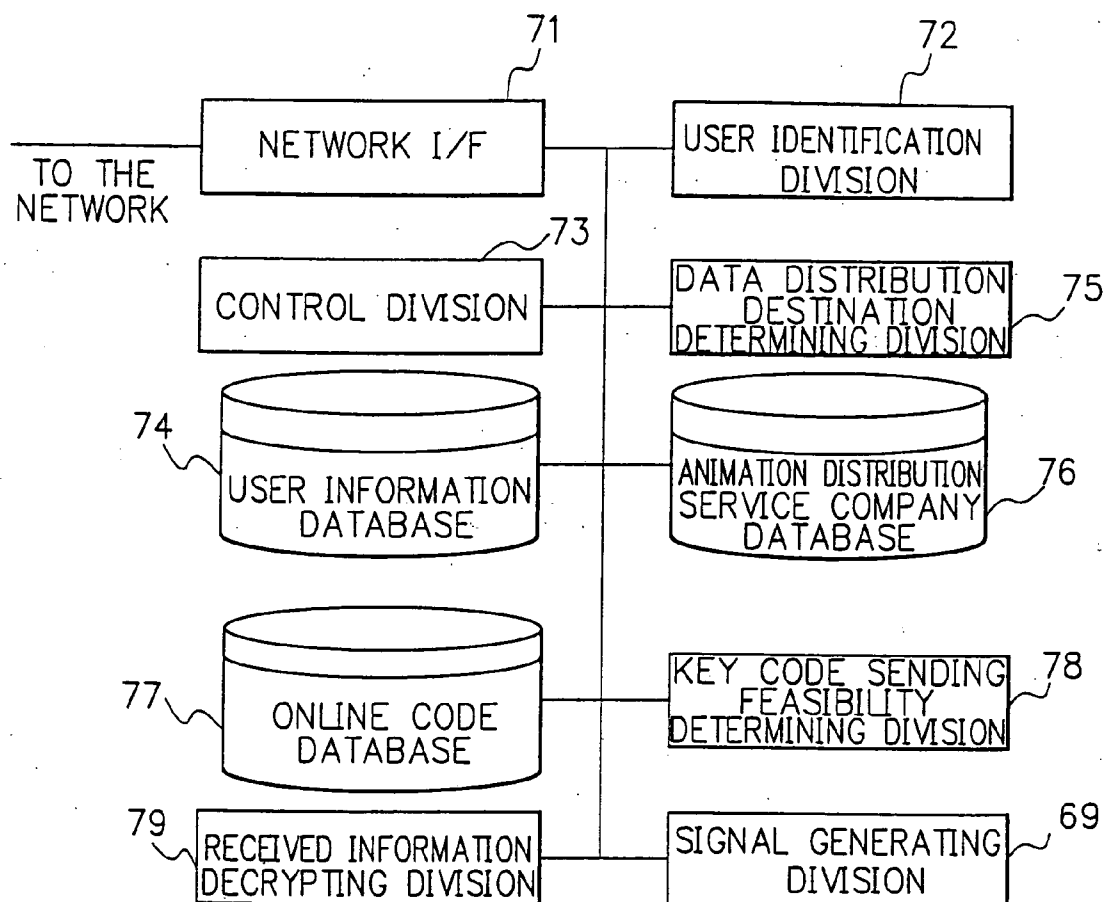 71
72
NETWORK I/F
USER IDENTIFICATION
DIVISION
TO THE
NETWORK
73
CONTROL DIVISION
DATA DISTRIBUTION
DESTINATION
DETERMINING DIVISION
75
74
USER INFORMATION
DATABASE
ANIMATION DISTRIBUTION
SERVICE COMPANY
DATABASE
76
77
ONLINE CODE
DATABASE
KEY CODE SENDING
FEASIBILITY
DETERMINING DIVISION
78
79
RECEIVED INFORMATION
DECRYPTING DIVISION
SIGNAL GENERATING
DIVISION
69